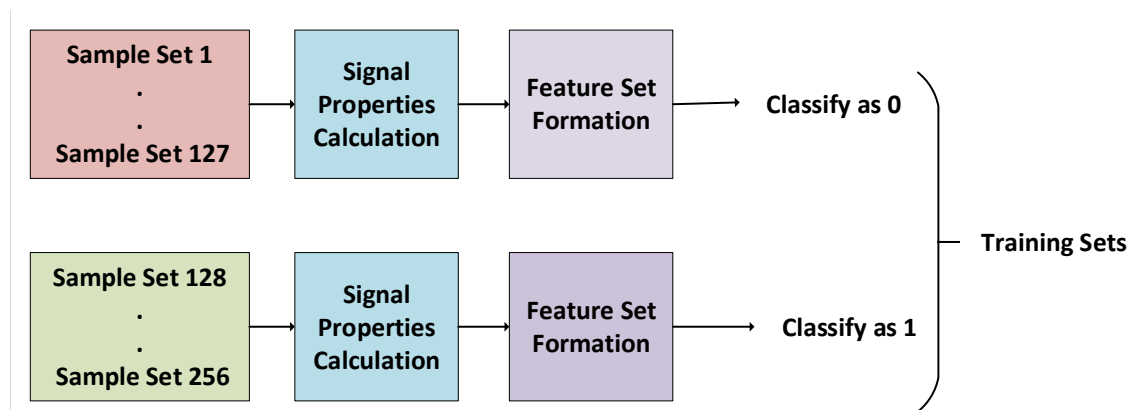 Sample Set 1
.
.
Sample Set 127
Signal
Properties
Calculation
Feature Set
Formation
Classify as 0
Sample Set 128
.
.
Sample Set 256
Signal
Properties
Calculation
Feature Set
Formation
Classify as 1
Training Sets